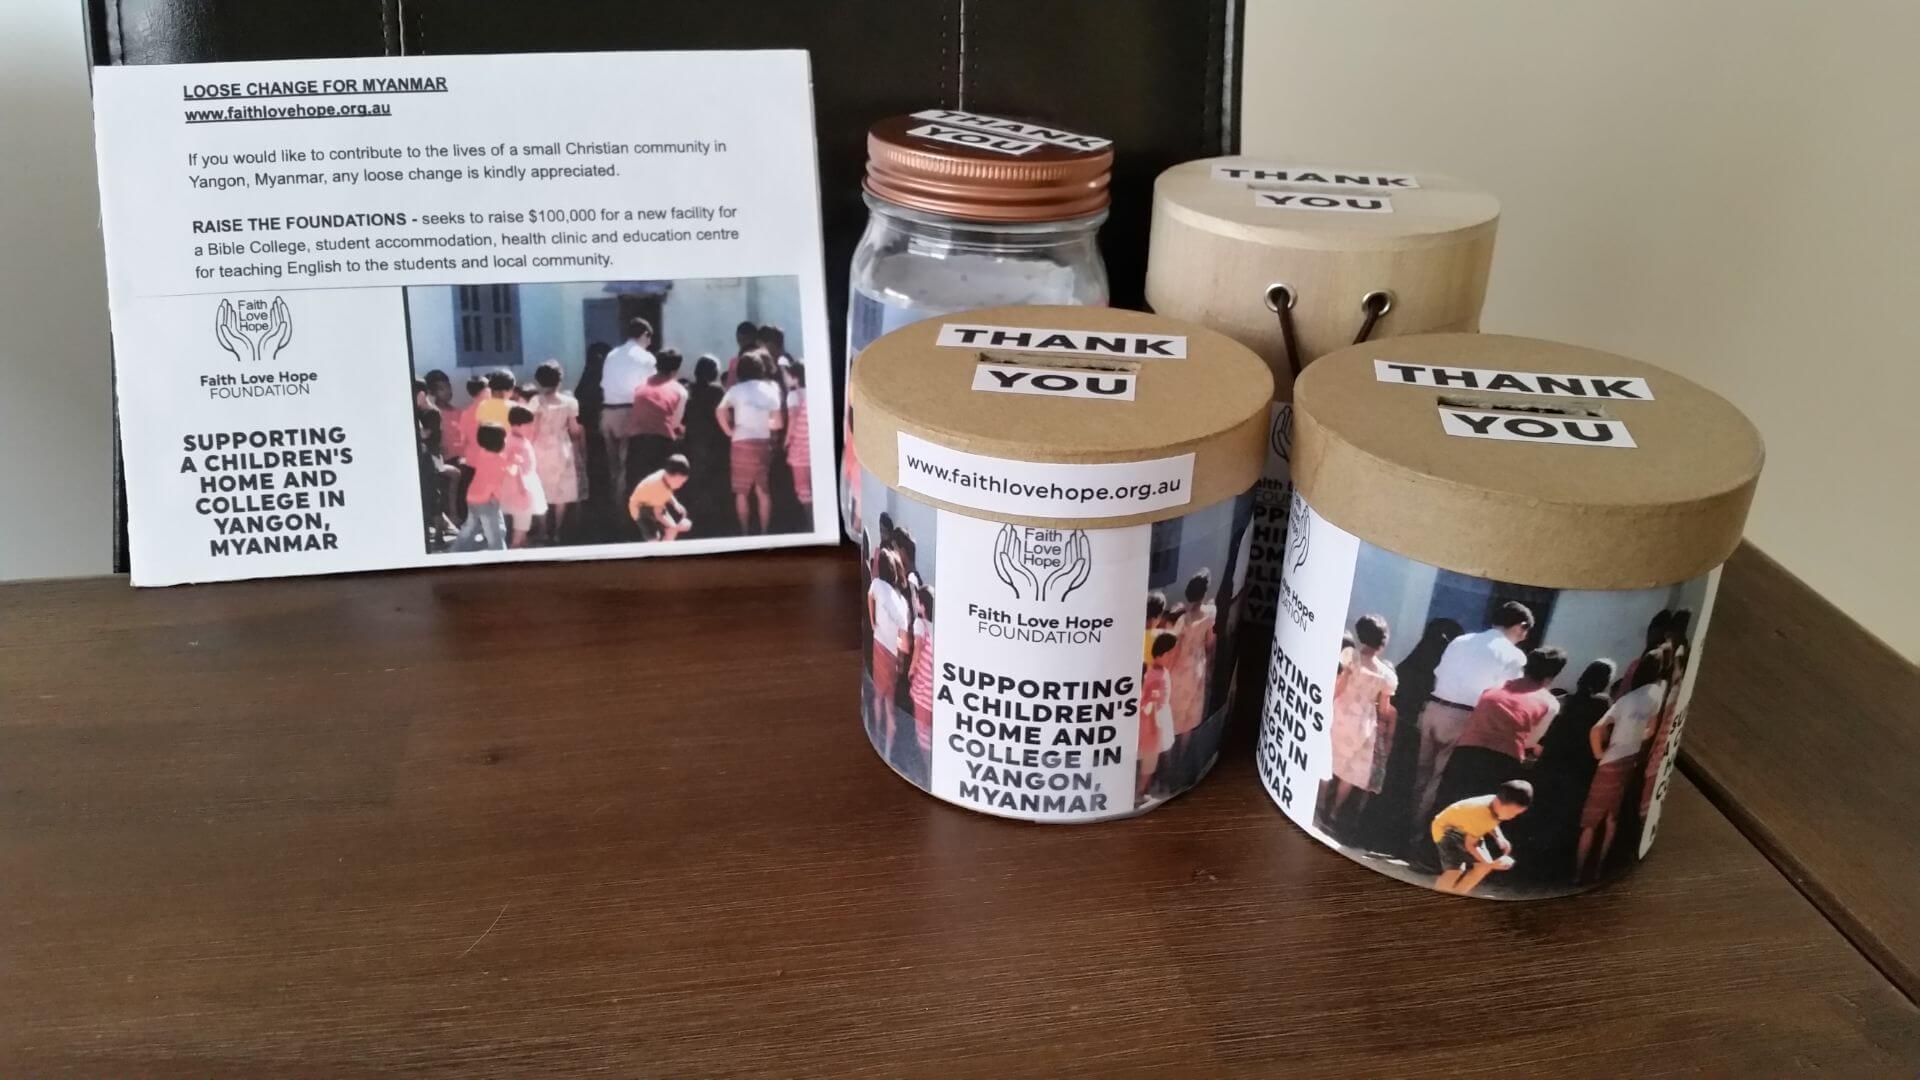 LOOSE CHANGE FOR MYANMAR
www.faithlovehope.org.au
If you would like to contribute to the lives of a small Christian community in
Yangon, Myanmar, any loose change is kindly appreciated.
RAISE THE FOUNDATIONS - seeks to raise $100,000 for a new facility for
a Bible College, student accommodation, health clinic and education centre
for teaching English to the students and local community.
Faith
Love
Hope
Faith Love Hope
FOUNDATION
SUPPORTING
A CHILDREN'S
HOME AND
COLLEGE IN
YANGON,
MYANMAR
THANK
YOU
THANK
YOU
THANK
YOU
www.faithlovehope.org.au
Faith
Love
Hope
Faith Love Hope
FOUNDATION
SUPPORTING
A CHILDREN'S
HOME AND
COLLEGE IN
YANGON,
MYANMAR
THANK
YOU